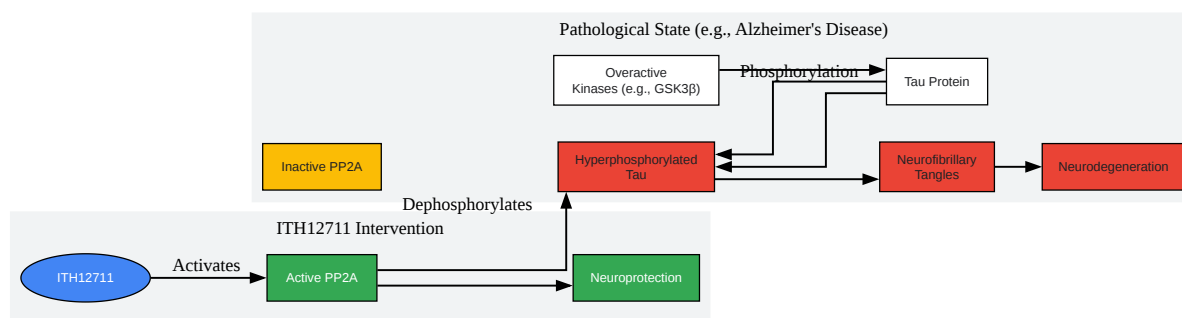 Pathological State (e.g., Alzheimer's Disease)
Overactive
Kinases (e.g., GSK3β)
Phosphorylation
Tau Protein
Inactive PP2A
Hyperphosphorylated
Tau
Neurofibrillary
Tangles
Neurodegeneration
Dephosphorylates
ITH12711 Intervention
ITH12711
Activates
Active PP2A
Neuroprotection